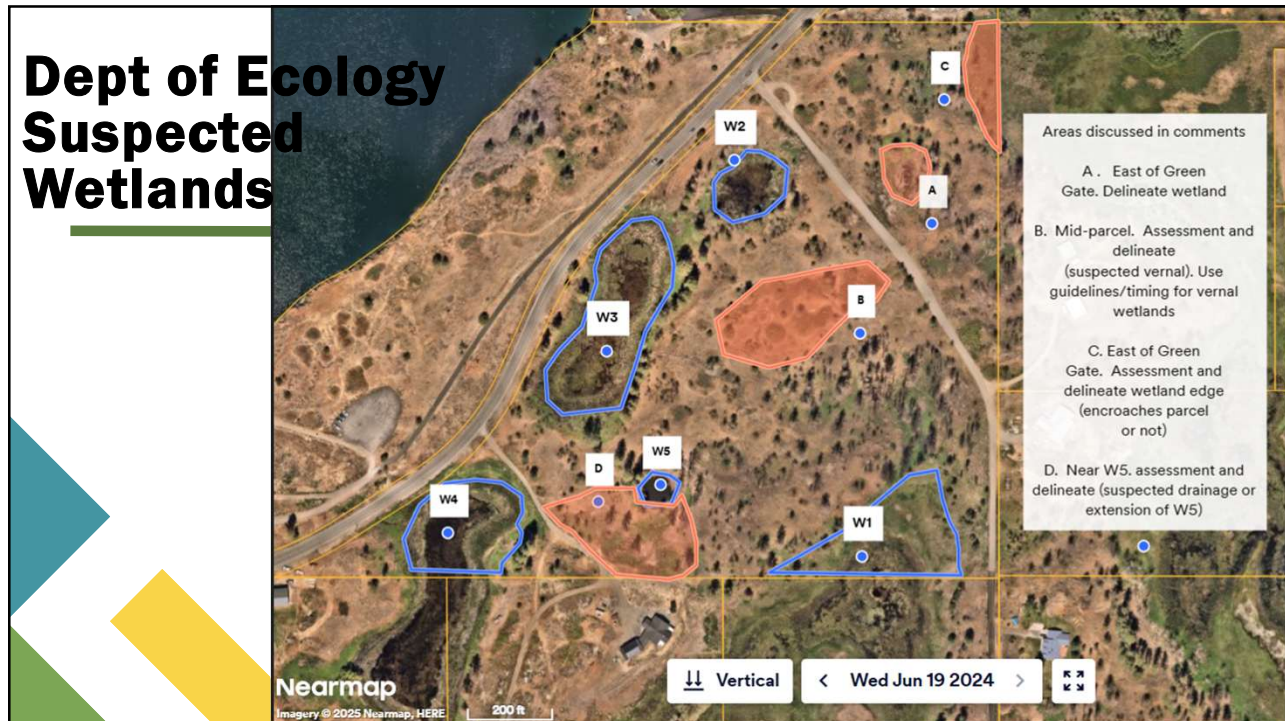 Dept of Ecology
Suspected
Wetlands
C
W2
A
B
W3
W5
D
W4
W1
Areas discussed in comments
A . East of Green
Gate. Delineate wetland
B. Mid-parcel. Assessment and
delineate
(suspected vernal). Use
guidelines/timing for vernal
wetlands
C. East of Green
Gate. Assessment and
delineate wetland edge
(encroaches parcel
or not)
D. Near W5. assessment and
delineate (suspected drainage or
extension of W5)
Nearmap
Imagery © 2025 Nearmap, HERE
200 ft
Vertical
Wed Jun 19 2024